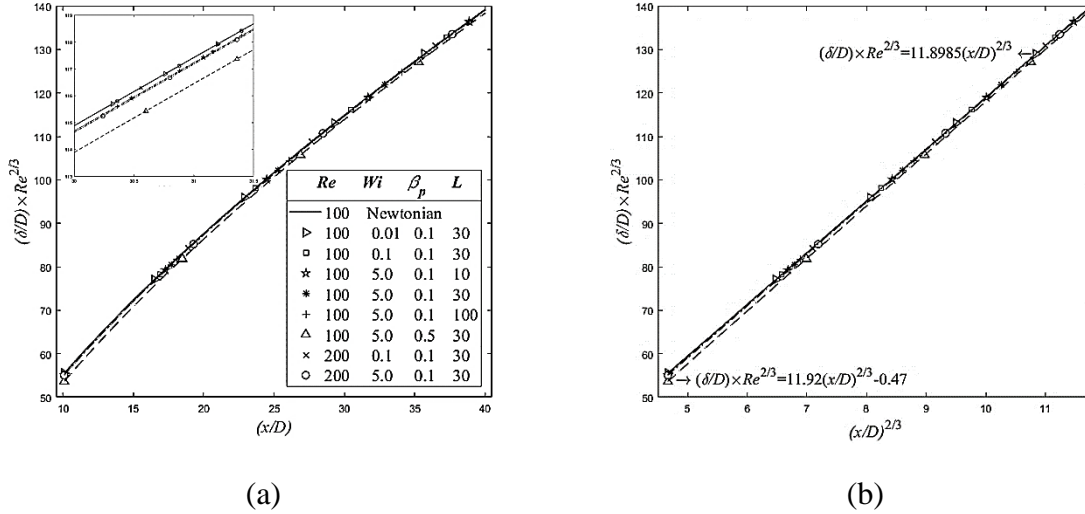 (δ/D)×Re^{2/3}
140
130
120
110
100
90
80
70
60
50
10 15 20 25 30 35 40
(x/D)
Re Wi β_p L
100 Newtonian
100 0.01 0.1 30
100 0.1 0.1 30
100 5.0 0.1 10
100 5.0 0.1 30
100 5.0 0.1 100
100 5.0 0.5 30
200 0.1 0.1 30
200 5.0 0.1 30
(a)
(δ/D)×Re^{2/3}
140
130
120
110
100
90
80
70
60
50
(δ/D)×Re^{2/3}=11.8985(x/D)^{2/3} ←
→ (δ/D)×Re^{2/3}=11.92(x/D)^{2/3}-0.47
5 6 7 8 9 10 11
(x/D)^{2/3}
(b)